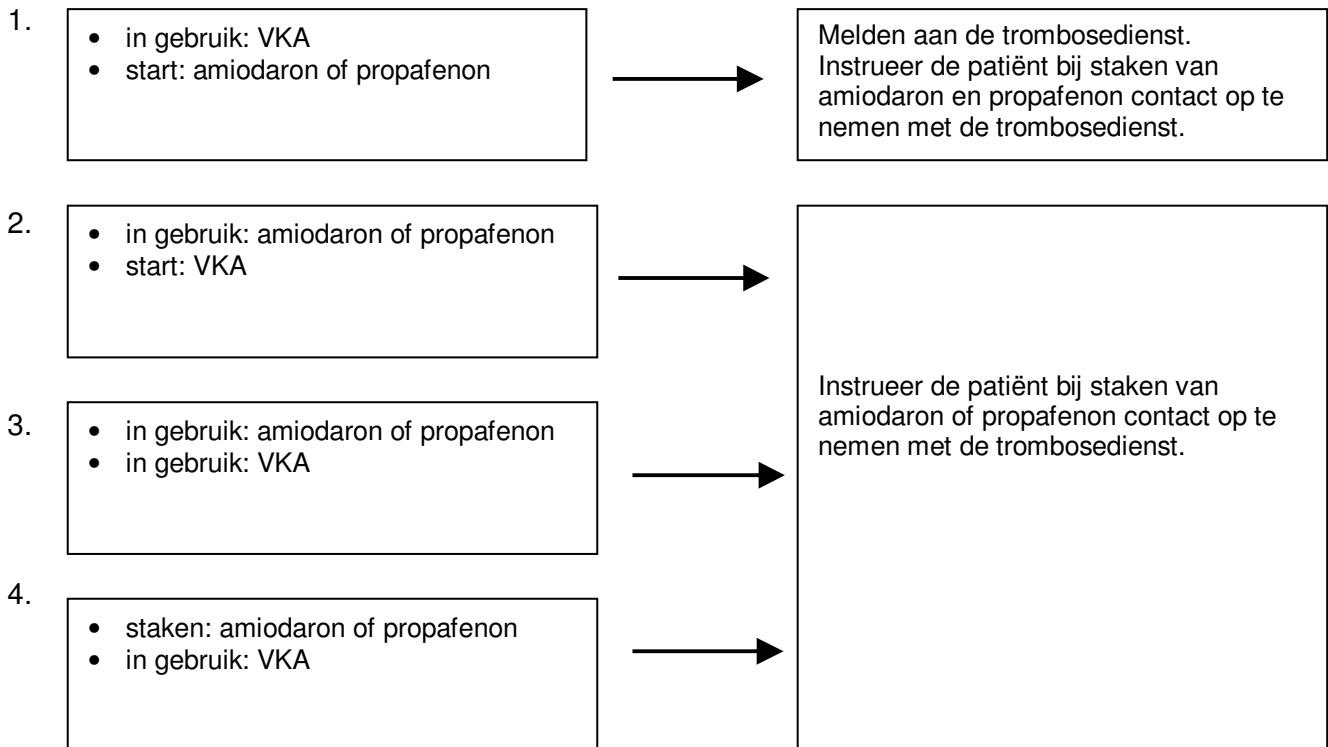 1.
• in gebruik: VKA
• start: amiodaron of propafenon
Melden aan de trombosedienst.
Instrueer de patiënt bij staken van
amiodaron en propafenon contact op te
nemen met de trombosedienst.
2.
• in gebruik: amiodaron of propafenon
• start: VKA
3.
• in gebruik: amiodaron of propafenon
• in gebruik: VKA
4.
• staken: amiodaron of propafenon
• in gebruik: VKA
Instrueer de patiënt bij staken van
amiodaron of propafenon contact op te
nemen met de trombosedienst.